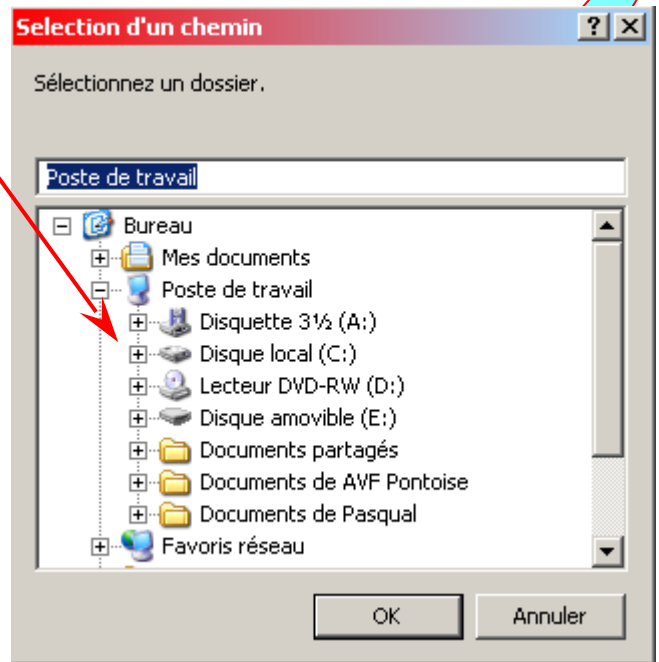 Selection d'un chemin
Sélectionnez un dossier.
Poste de travail
Bureau
Mes documents
Poste de travail
Disquette 3½ (A:)
Disque local (C:)
Lecteur DVD-RW (D:)
Disque amovible (E:)
Documents partagés
Documents de AVF Pontoise
Documents de Pasqual
Favoris réseau
OK Annuler